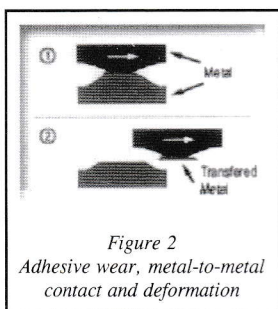 ①
Metal
②
Transfered
Metal
Figure 2
Adhesive wear, metal-to-metal
contact and deformation